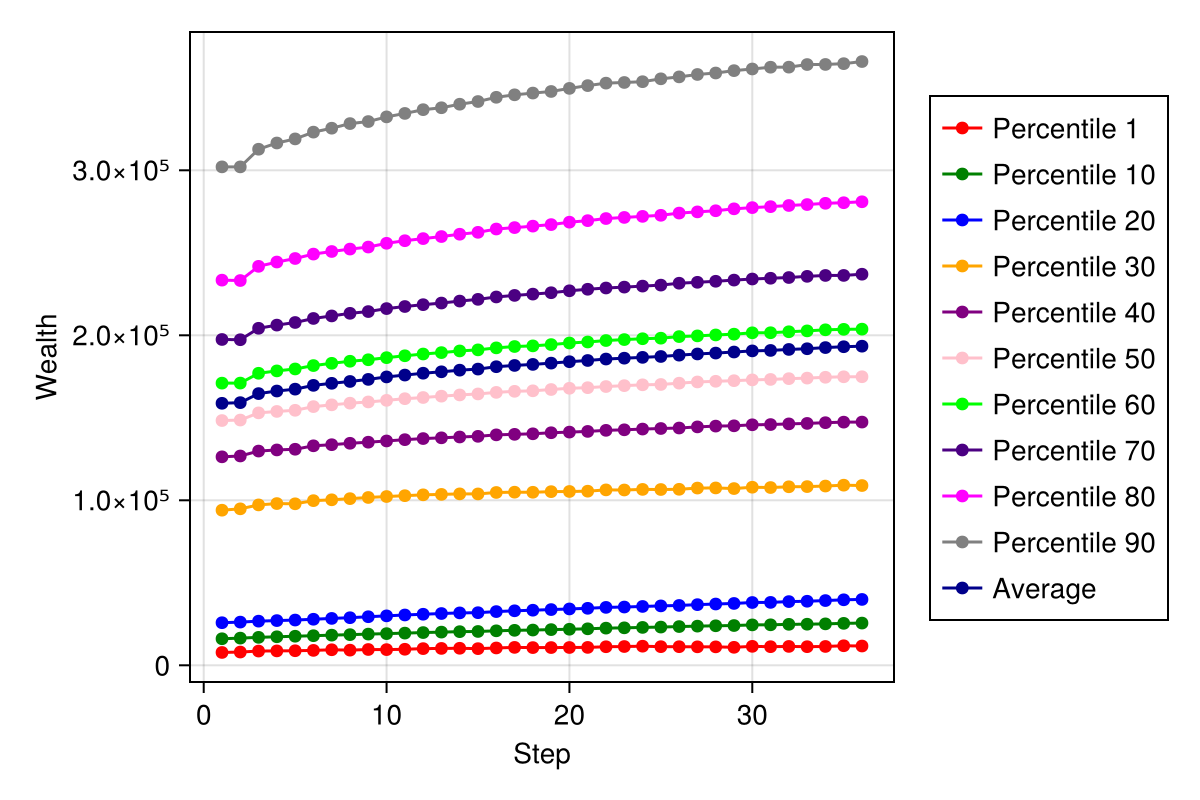 3.0×10⁵
2.0×10⁵
1.0×10⁵
0
Wealth
0 10 20 30
Step
Percentile 1
Percentile 10
Percentile 20
Percentile 30
Percentile 40
Percentile 50
Percentile 60
Percentile 70
Percentile 80
Percentile 90
Average